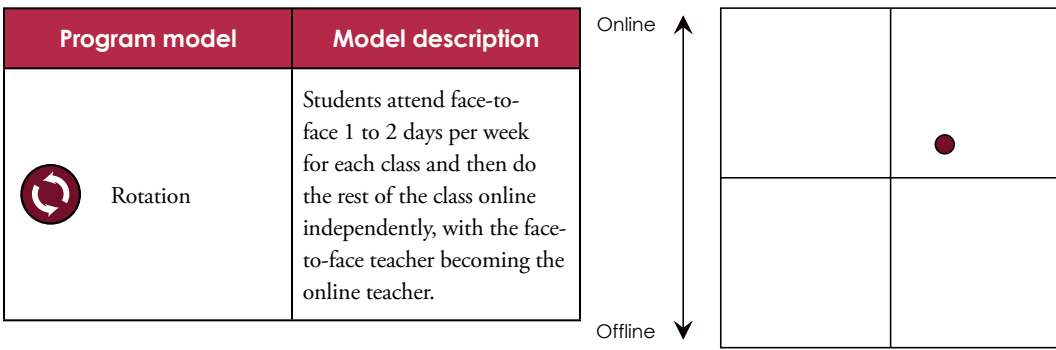 Program model
Model description
Rotation
Students attend face-to-
face 1 to 2 days per week
for each class and then do
the rest of the class online
independently, with the face-
to-face teacher becoming the
online teacher.
Online
Offline